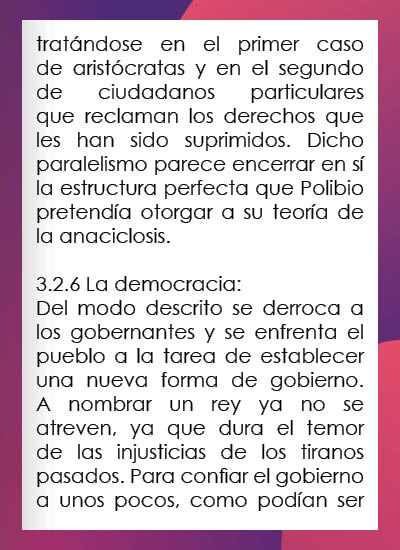 tratándose en el primer caso
de aristócratas y en el segundo
de ciudadanos particulares
que reclaman los derechos que
les han sido suprimidos. Dicho
paralelismo parece encerrar en sí
la estructura perfecta que Polibio
pretendía otorgar a su teoría de
la anaciclosis.
3.2.6 La democracia:
Del modo descrito se derroca a
los gobernantes y se enfrenta el
pueblo a la tarea de establecer
una nueva forma de gobierno.
A nombrar un rey ya no se
atreven, ya que dura el temor
de las injusticias de los tiranos
pasados. Para confiar el gobierno
a unos pocos, como podían ser